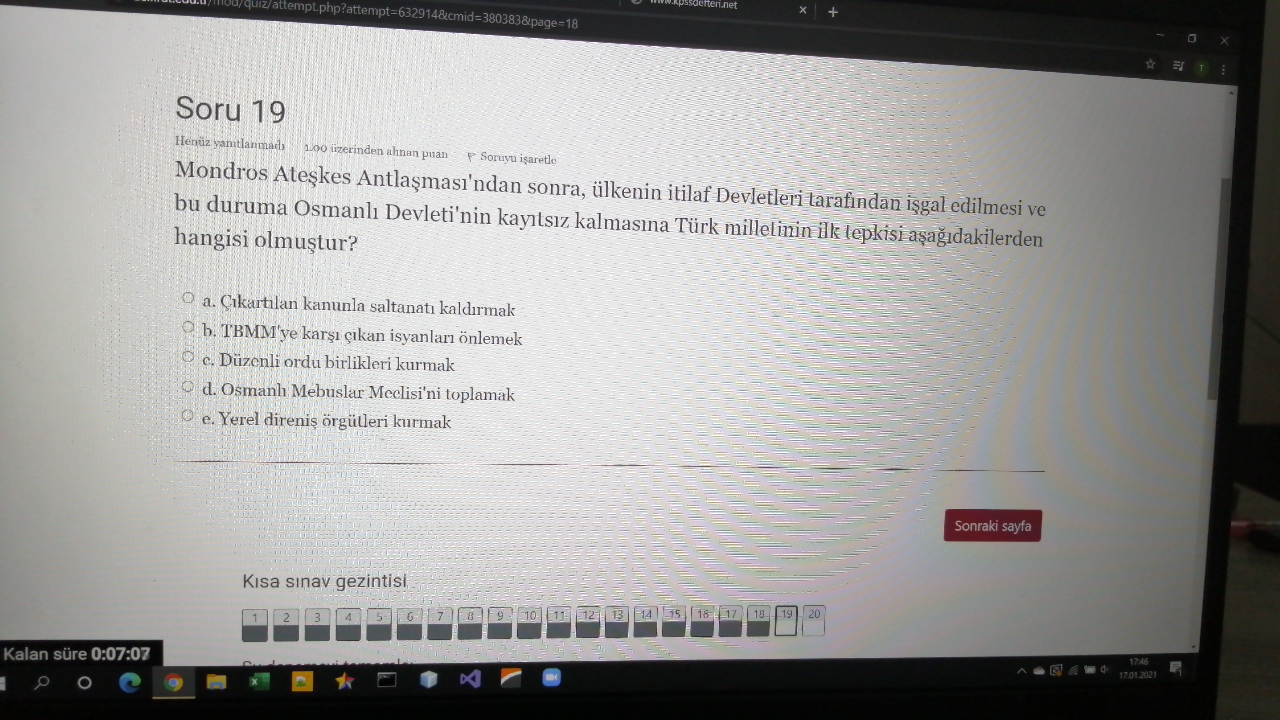 /mod/quiz/attempt.php?attempt=632914&cmid=380383&page=18
www.kpssdefteri.net
Soru 19
Henüz yanıtlanmadı 1,00 üzerinden alınan puan Soruyu işaretle
Mondros Ateşkes Antlaşması'ndan sonra, ülkenin itilaf Devletleri tarafından işgal edilmesi ve
bu duruma Osmanlı Devleti'nin kayıtsız kalmasına Türk milletinin ilk tepkisi aşağıdakilerden
hangisi olmuştur?
a. Çıkartılan kanunla saltanatı kaldırmak
b. TBMM'ye karşı çıkan isyanları önlemek
c. Düzenli ordu birlikleri kurmak
d. Osmanlı Mebuslar Meclisi'ni toplamak
e. Yerel direniş örgütleri kurmak
Sonraki sayfa
Kısa sınav gezintisi
1 2 3 4 5 6 7 8 9 10 11 12 13 14 15 16 17 18 19 20
Kalan süre 0:07:07
17:46
17.01.2021